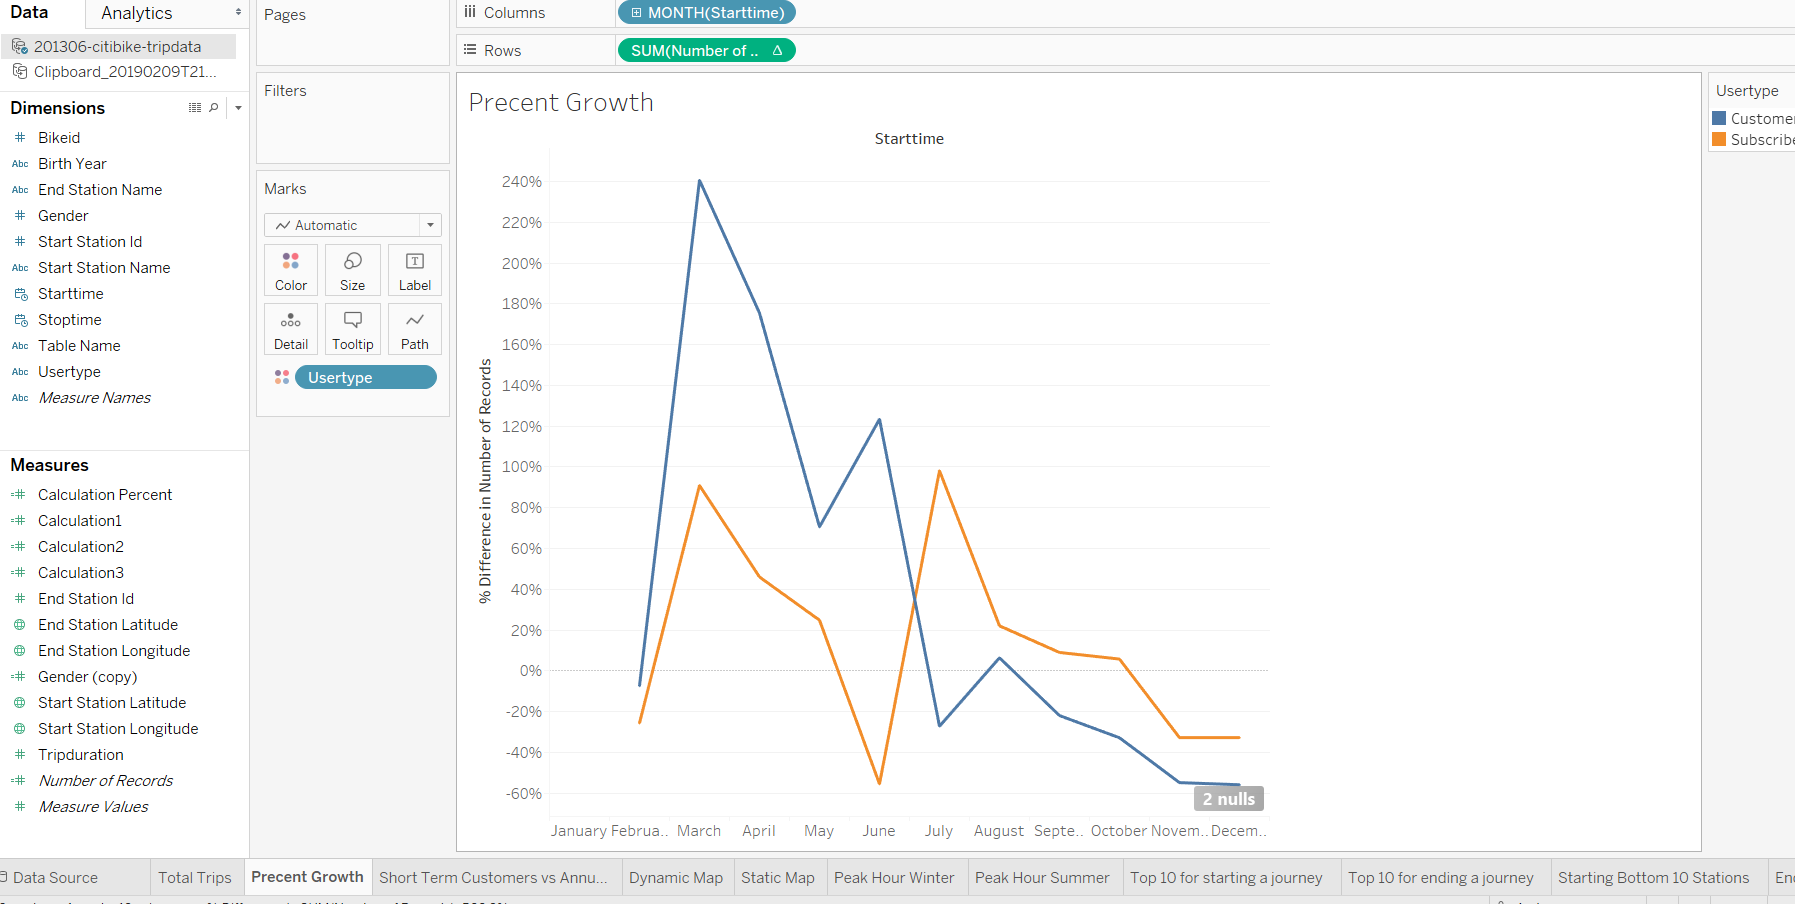 Data
Analytics
201306-citibike-tripdata
Clipboard_20190209T21...
Dimensions
Bikeid
Abc Birth Year
Abc End Station Name
Gender
Start Station Id
Abc Start Station Name
Starttime
Stoptime
Abc Table Name
Abc Usertype
Abc Measure Names
Measures
Calculation Percent
Calculation1
Calculation2
Calculation3
End Station Id
End Station Latitude
End Station Longitude
Gender (copy)
Start Station Latitude
Start Station Longitude
Tripduration
Number of Records
Measure Values
Pages
Filters
Marks
Automatic
Color Size Label
Detail Tooltip Path
Usertype
Columns MONTH(Starttime)
Rows SUM(Number of ..
Precent Growth
Starttime
% Difference in Number of Records
240%
220%
200%
180%
160%
140%
120%
100%
80%
60%
40%
20%
0%
-20%
-40%
-60%
2 nulls
January Februa.. March April May June July August Septe.. October Novem.. Decem..
Usertype
Custome
Subscrib
Data Source Total Trips Precent Growth Short Term Customers vs Annu... Dynamic Map Static Map Peak Hour Winter Peak Hour Summer Top 10 for starting a journey Top 10 for ending a journey Starting Bottom 10 Stations